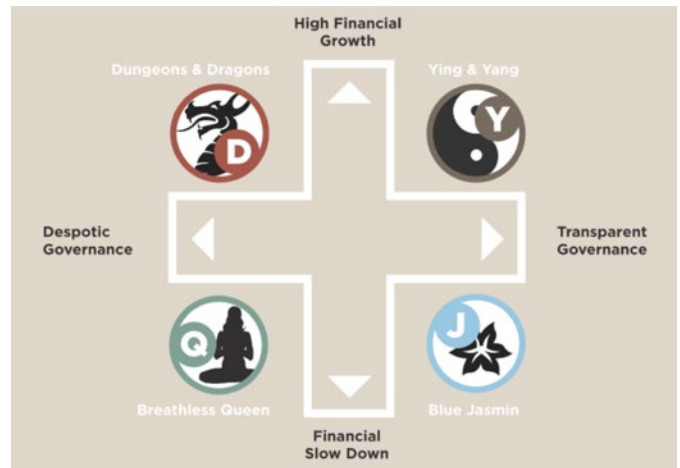 High Financial
Growth
Dungeons & Dragons
Ying & Yang
D
Y
Despotic
Governance
Transparent
Governance
Q
J
Breathless Queen
Blue Jasmin
Financial
Slow Down